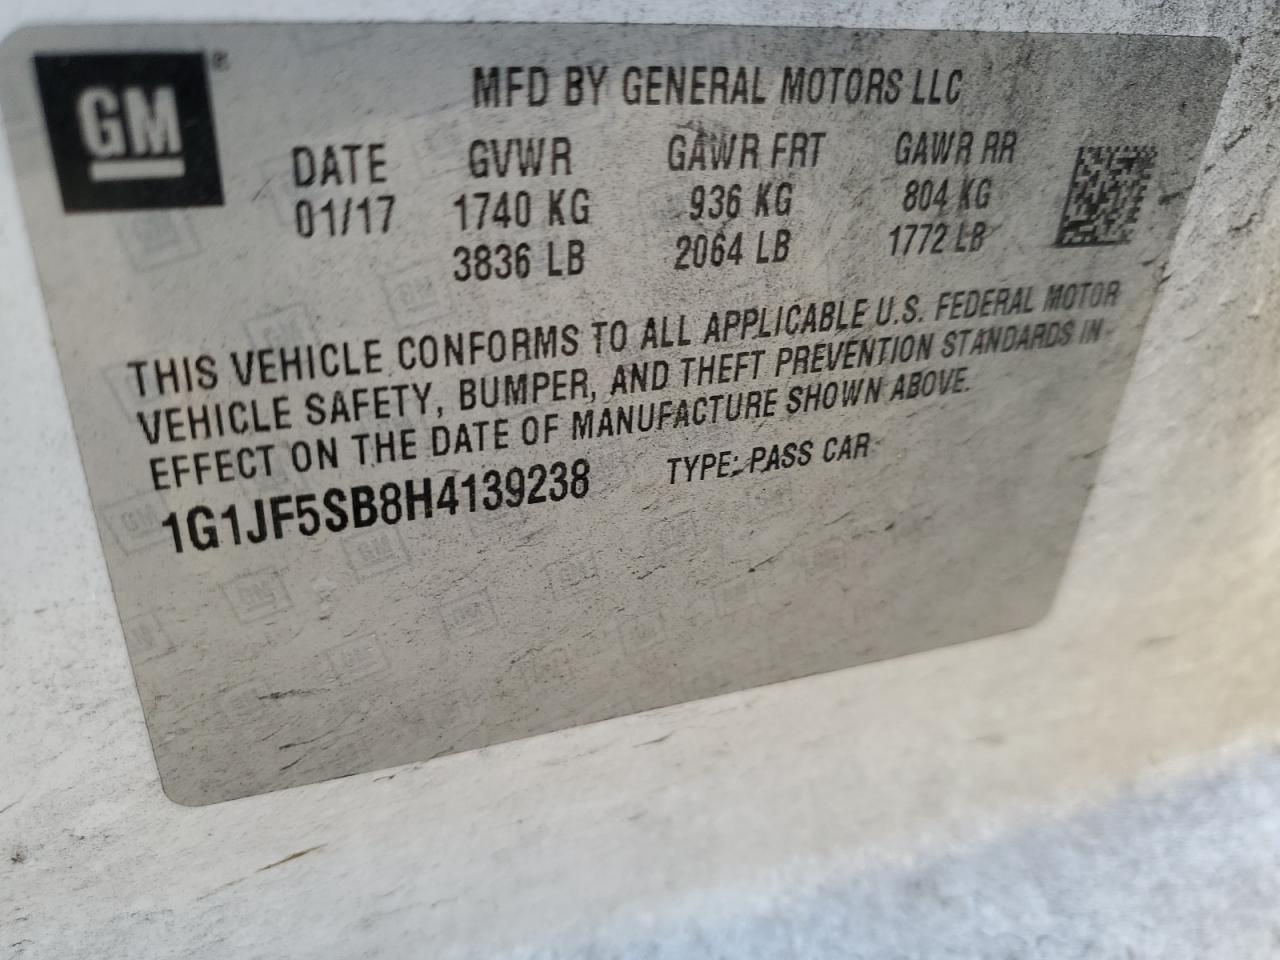 GM
MFD BY GENERAL MOTORS LLC
DATE GVWR GAWR FRT GAWR RR
01/17 1740 KG 936 KG 804 KG
3836 LB 2064 LB 1772 LB
THIS VEHICLE CONFORMS TO ALL APPLICABLE U.S. FEDERAL MOTOR
VEHICLE SAFETY, BUMPER, AND THEFT PREVENTION STANDARDS IN
EFFECT ON THE DATE OF MANUFACTURE SHOWN ABOVE.
1G1JF5SB8H4139238 TYPE: PASS CAR